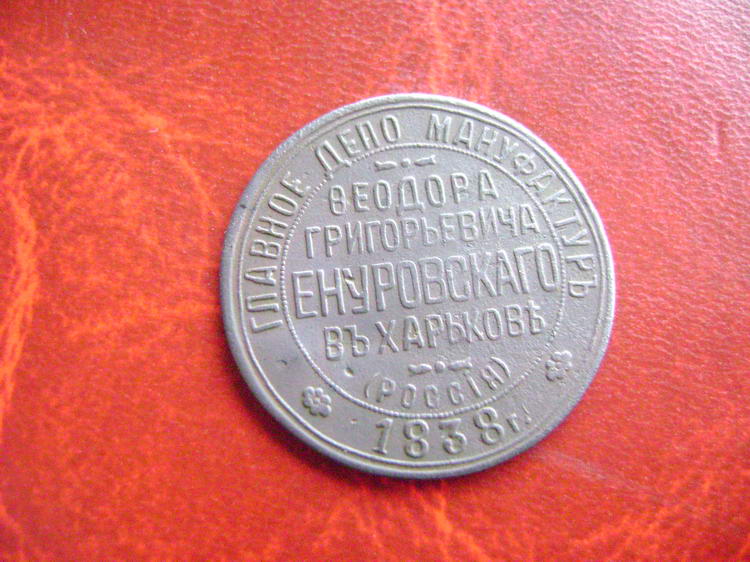 ГЛАВНОЕ ДЕПО МАНУФАКТУРЪ
ѲЕОДОРА
ГРИГОРЬЕВИЧА
ЕНУРОВСКАГО
ВЪ ХАРЬКОВѢ
(РОССІЯ)
1838 г.